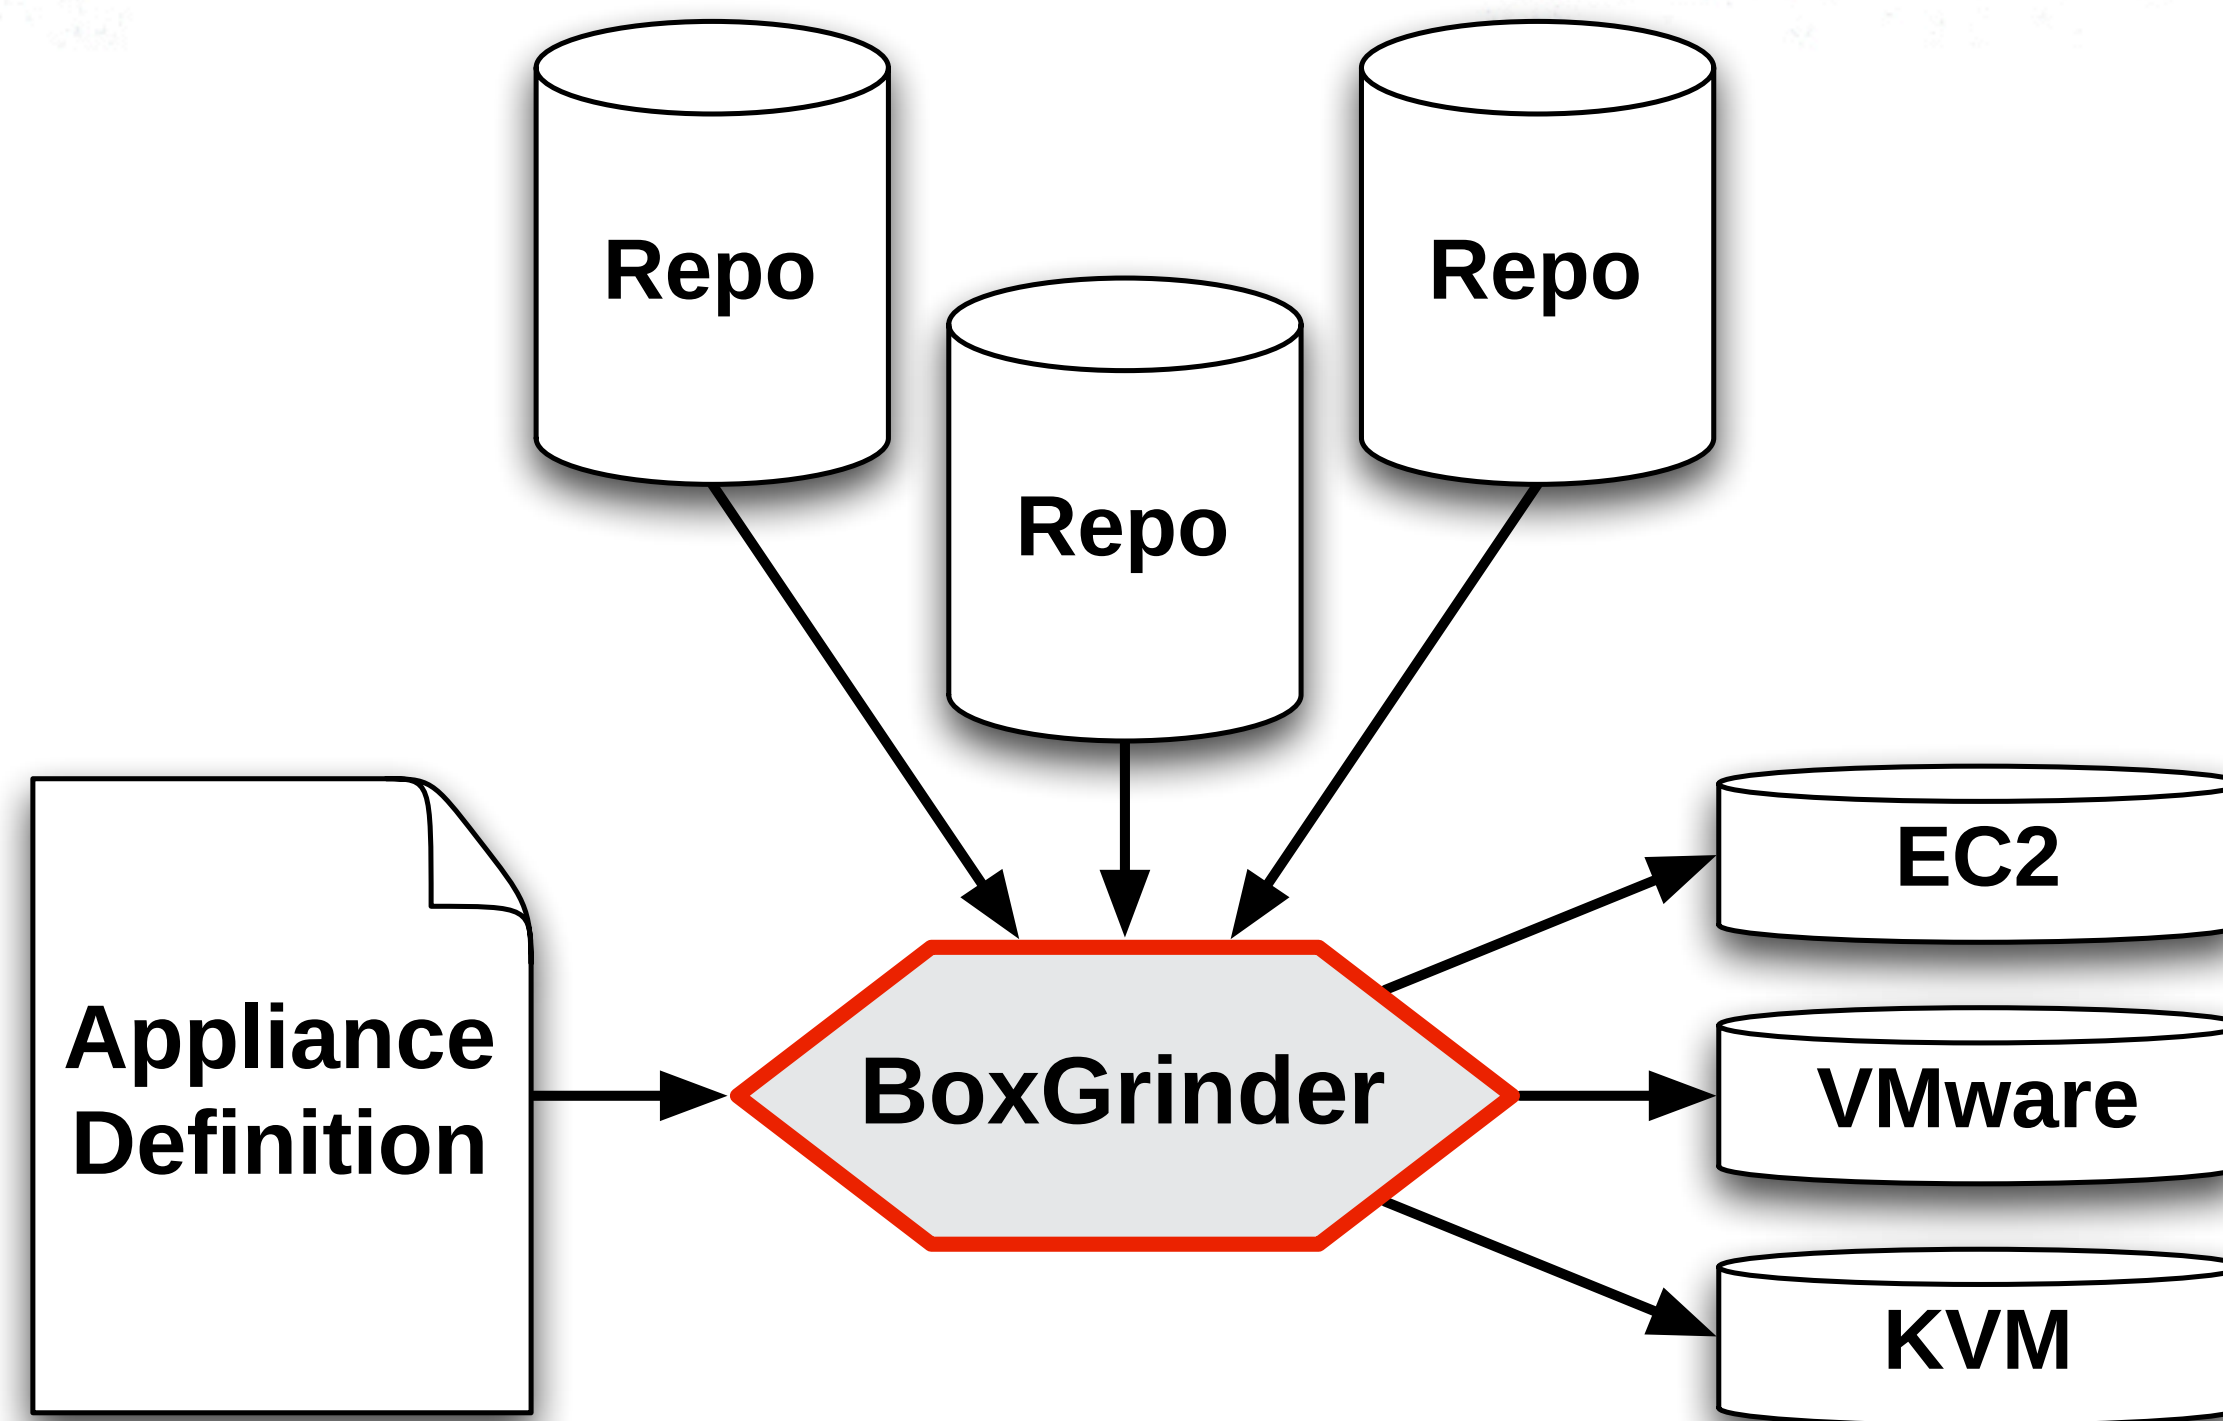 Repo
Repo
Repo
Appliance
Definition
BoxGrinder
EC2
VMware
KVM